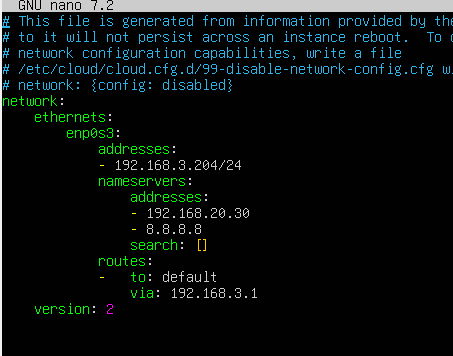 GNU nano 7.2
# This file is generated from information provided by the
# to it will not persist across an instance reboot.  To
# network configuration capabilities, write a file
# /etc/cloud/cloud.cfg.d/99-disable-network-config.cfg wi
# network: {config: disabled}
network:
    ethernets:
        enp0s3:
            addresses:
            - 192.168.3.204/24
            nameservers:
                addresses:
                - 192.168.20.30
                - 8.8.8.8
                search: []
            routes:
            -   to: default
                via: 192.168.3.1
    version: 2